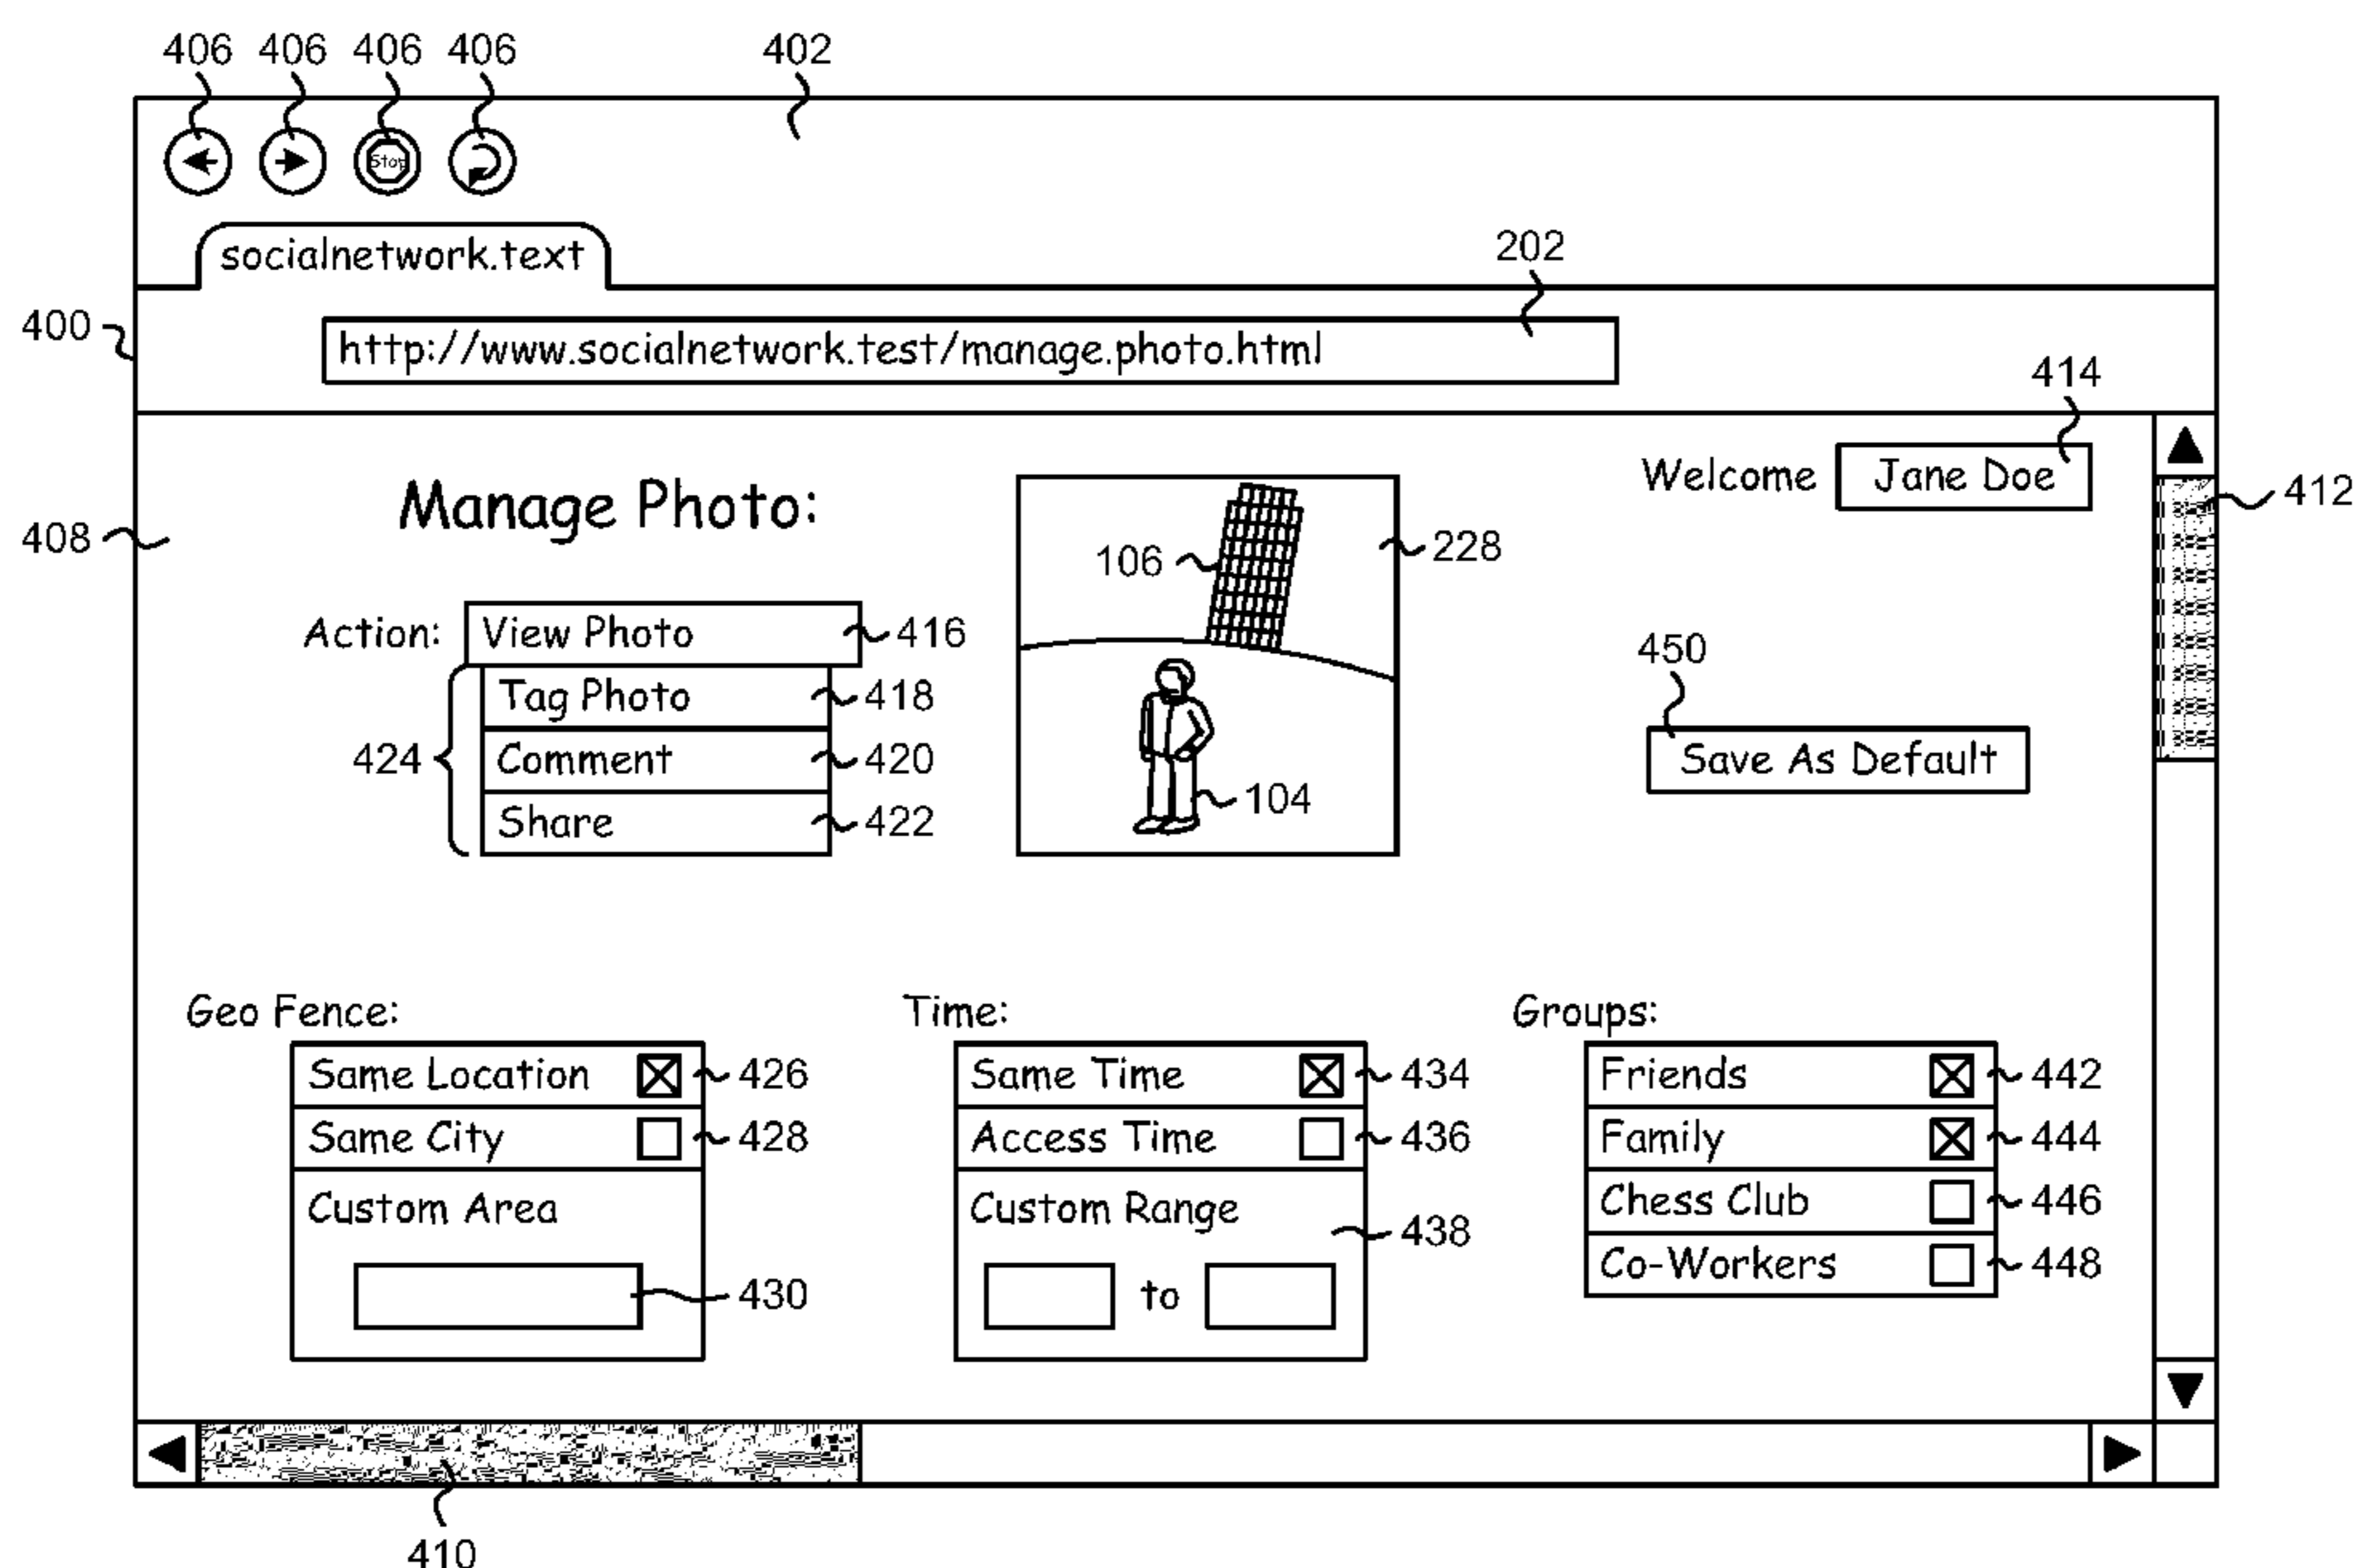 406 406 406 406 402
Stop
socialnetwork.text
202
400
http://www.socialnetwork.test/manage.photo.html
414
Welcome Jane Doe
412
Manage Photo:
408
106
228
Action: View Photo 416
450
Tag Photo 418
424
Comment 420
Save As Default
Share 422
104
Geo Fence: Time: Groups:
Same Location 426 Same Time 434 Friends 442
Same City 428 Access Time 436 Family 444
Custom Area Custom Range Chess Club 446
438
Co-Workers 448
430 to
410